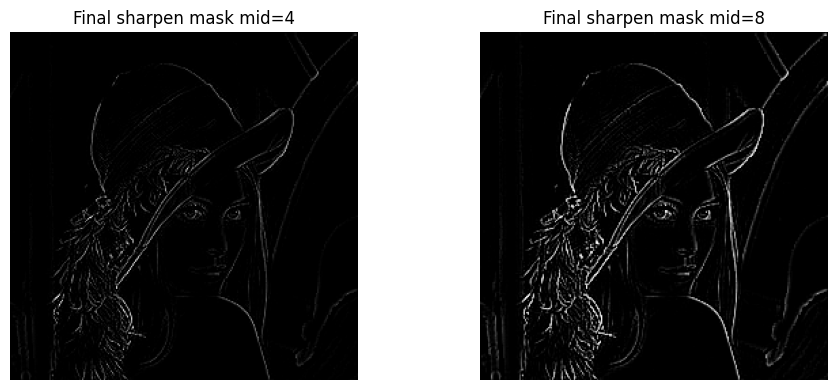 Final sharpen mask mid=4
Final sharpen mask mid=8